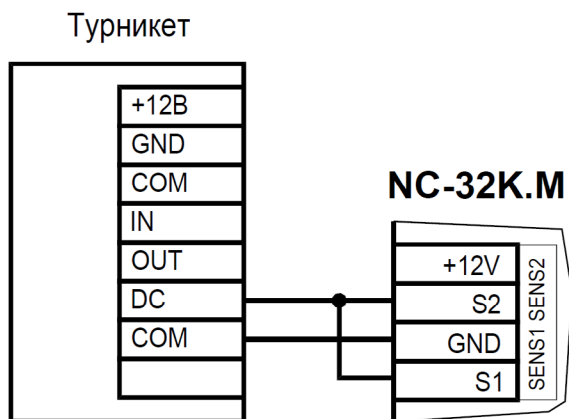 Турникет
+12В
GND
COM
IN
OUT
DC
COM
NC-32K.M
+12V
S2
GND
S1
SENS1 SENS2